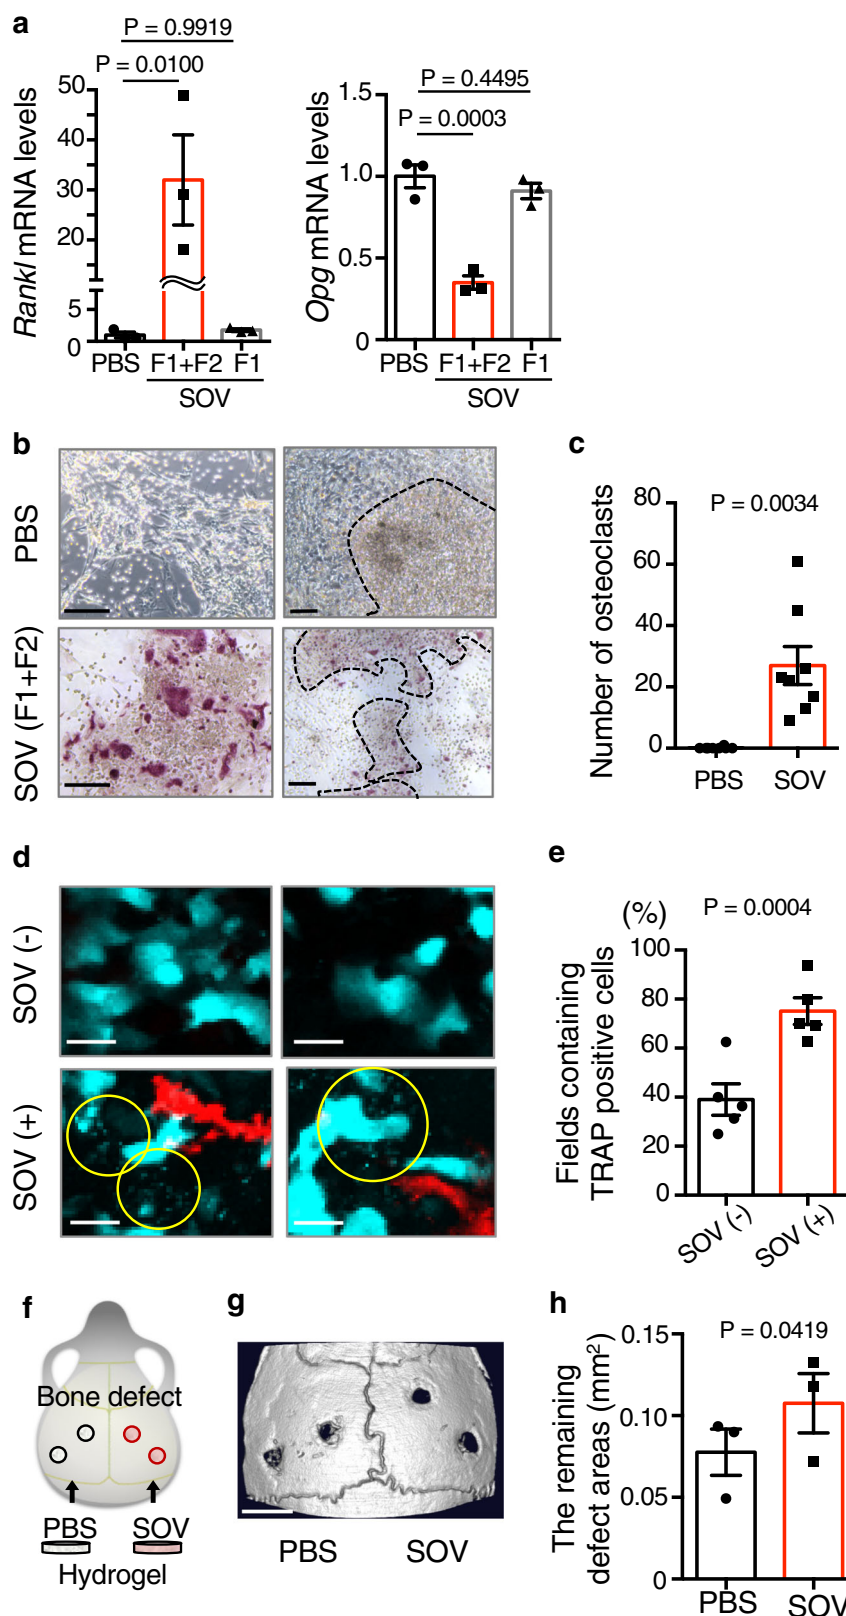 a
P = 0.9919
P = 0.0100
Rankl mRNA levels
50
40
30
20
5
0
PBS
F1+F2
F1
SOV
P = 0.4495
P = 0.0003
Opg mRNA levels
1.5
1.0
0.5
0
PBS
F1+F2
F1
SOV
b
PBS
SOV (F1+F2)
c
P = 0.0034
Number of osteoclasts
80
60
40
20
0
PBS
SOV
d
SOV (-)
SOV (+)
e
(%)
P = 0.0004
Fields containing
TRAP positive cells
100
80
60
40
20
0
SOV (-)
SOV (+)
f
Bone defect
PBS
SOV
Hydrogel
g
PBS
SOV
h
P = 0.0419
The remaining
defect areas (mm²)
0.15
0.10
0.05
0
PBS
SOV